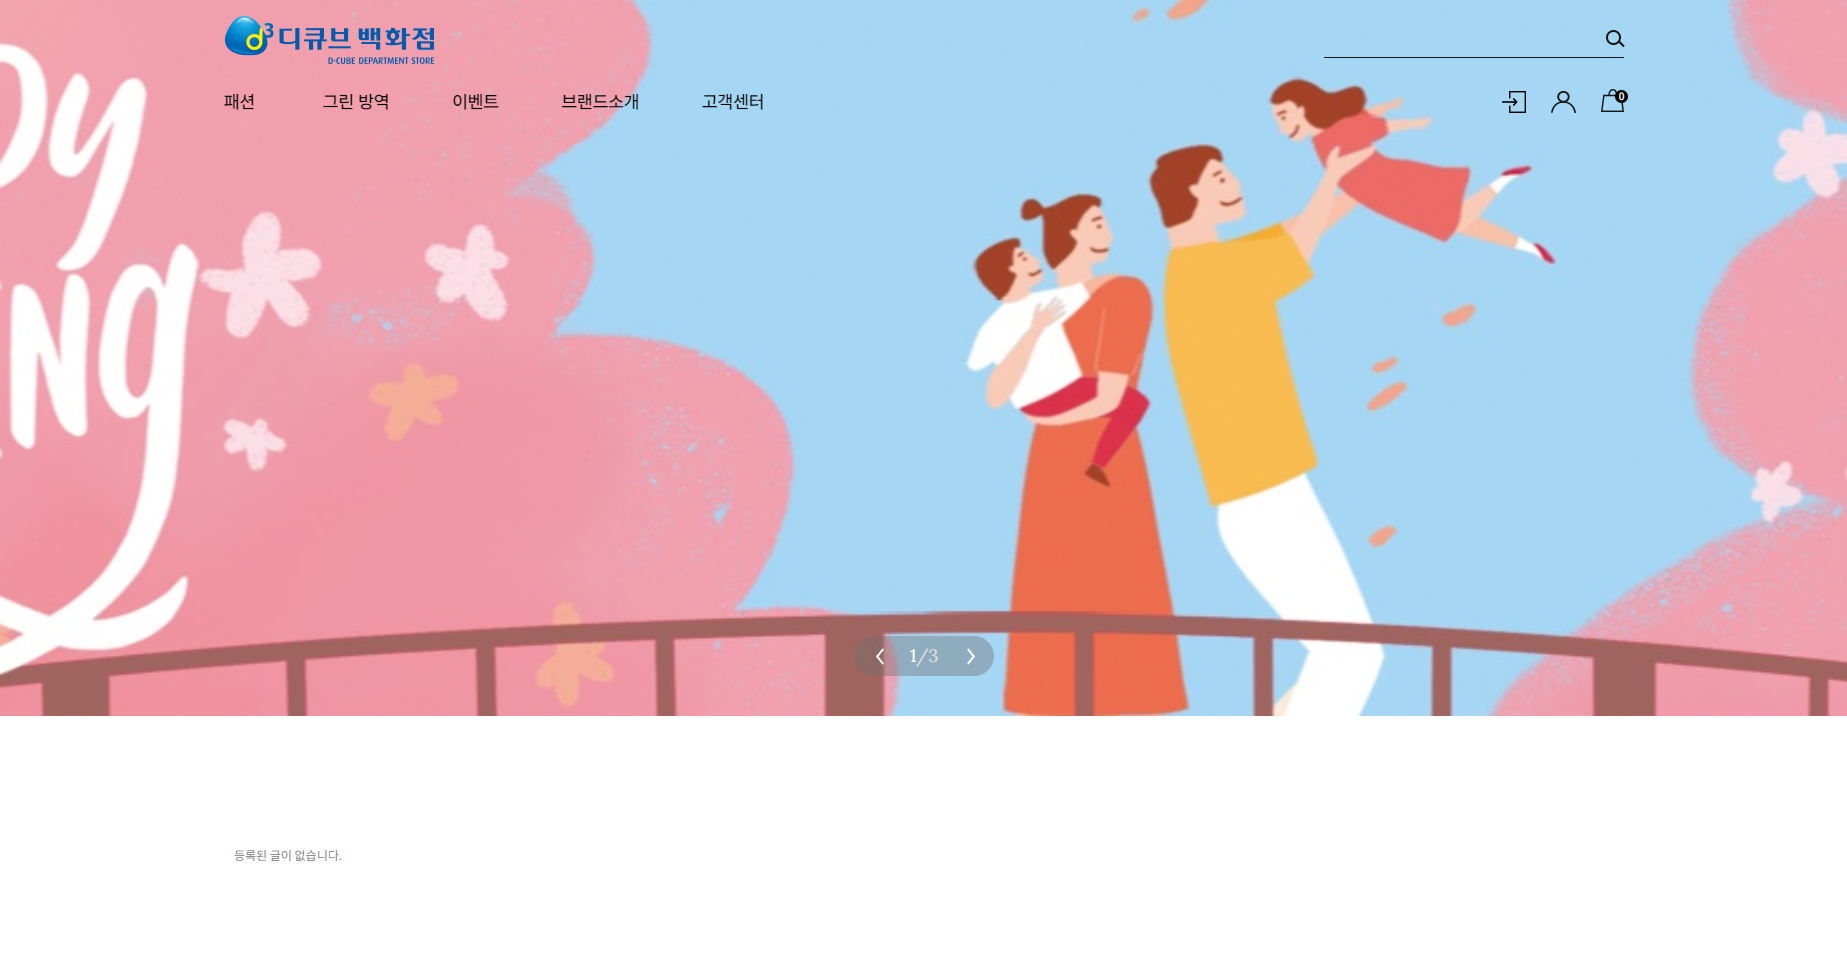 d³ 디큐브 백화점
D·CUBE DEPARTMENT STORE
패션 그린 방역 이벤트 브랜드소개 고객센터
0
1/3
등록된 글이 없습니다.